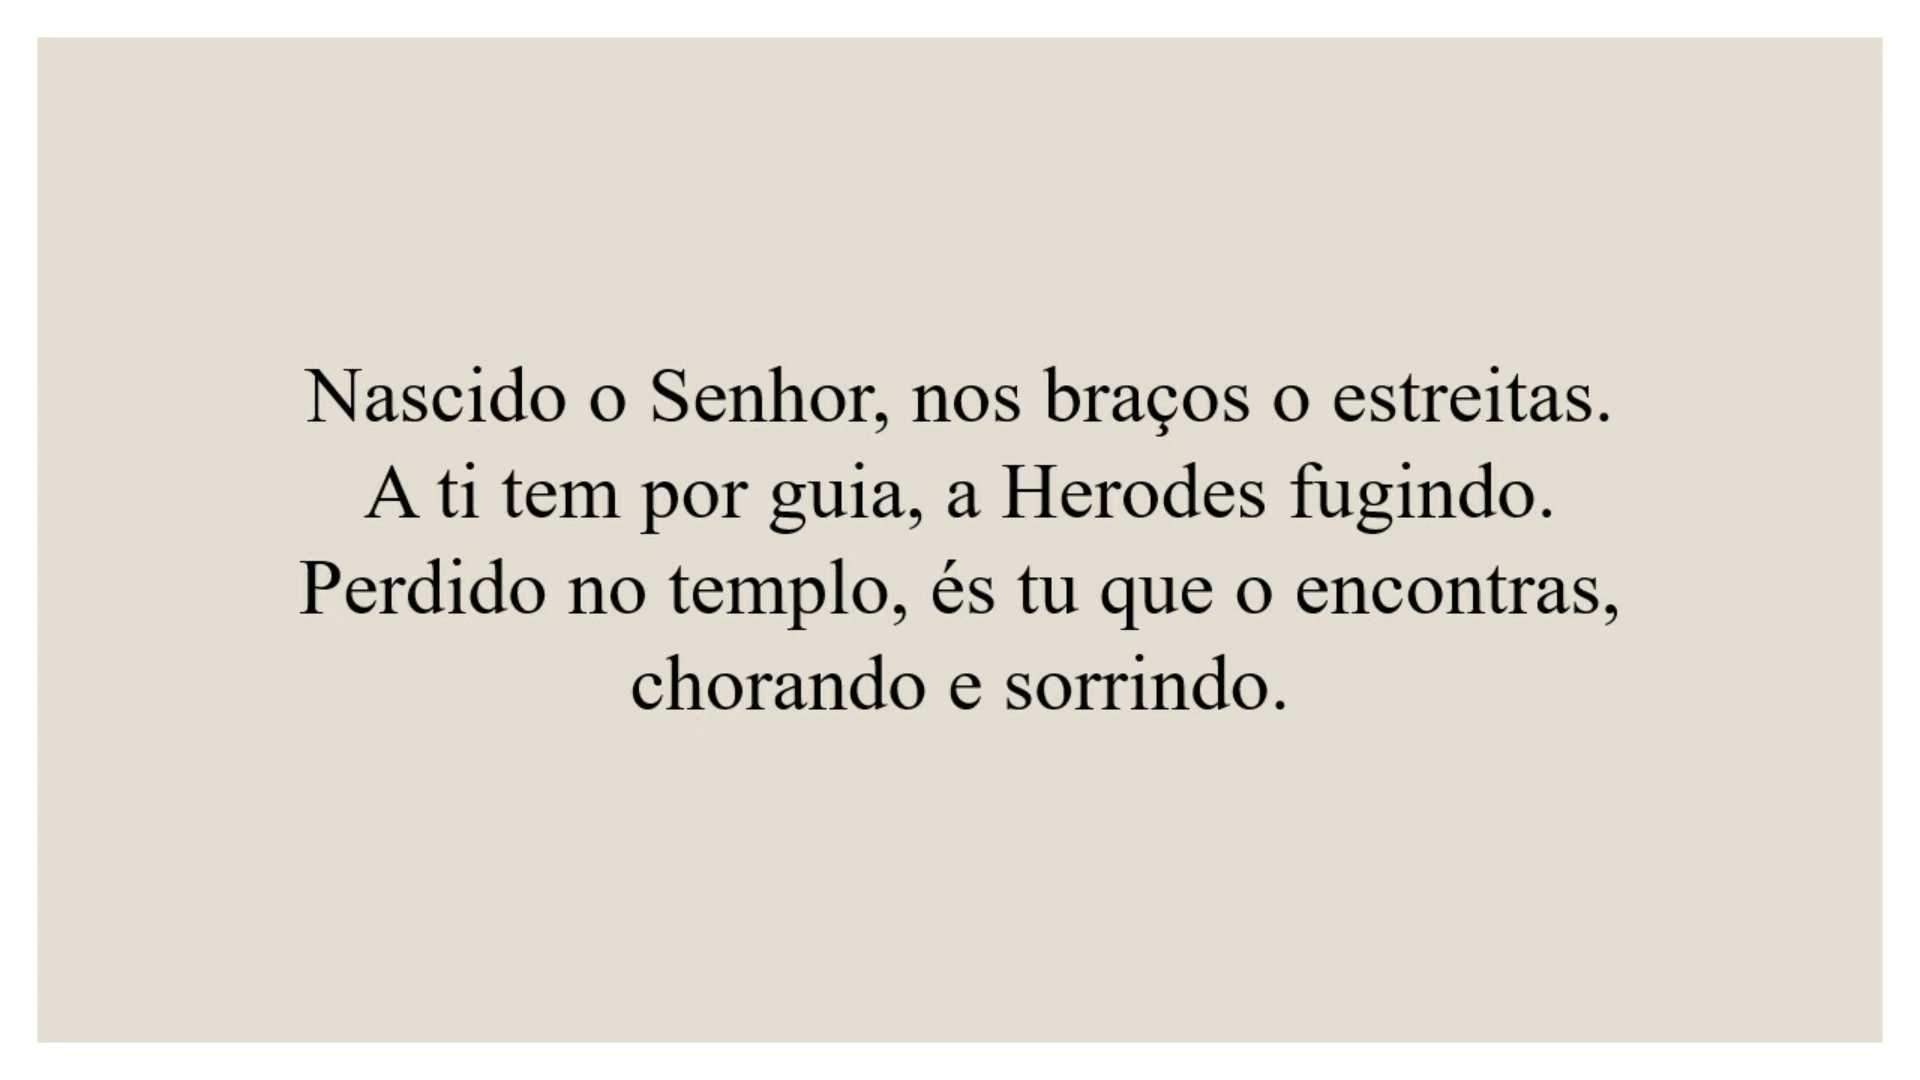 Nascido o Senhor, nos braços o estreitas.
A ti tem por guia, a Herodes fugindo.
Perdido no templo, és tu que o encontras,
chorando e sorrindo.